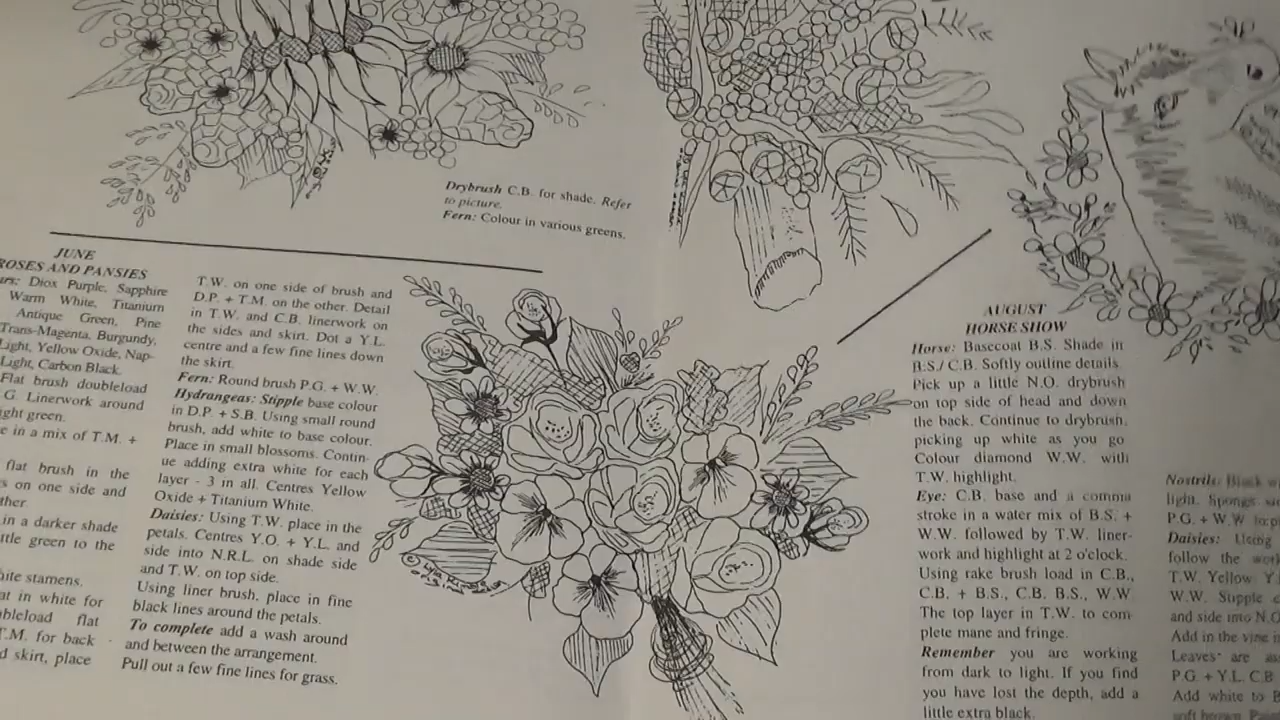 Drybrush C.B. for shade. Refer
to picture.
Fern: Colour in various greens.
JUNE
ROSES AND PANSIES
Diox Purple, Sapphire
Warm White, Titanium
Antique Green, Pine
Trans-Magenta, Burgundy,
Light, Yellow Oxide, Nap-
Light, Carbon Black.
Flat brush doubleload
G. Linerwork around
green.
in a mix of T.M. +
flat brush in the
on one side and
in a darker shade
green to the
stamens.
in white for
flat
T.M. for back
skirt, place
T.W. on one side of brush and
D.P. + T.M. on the other. Detail
in T.W. and C.B. linerwork on
the sides and skirt. Dot a Y.L.
centre and a few fine lines down
the skirt.
Fern: Round brush P.G. + W.W.
Hydrangeas: Stipple base colour
in D.P. + S.B. Using small round
brush, add white to base colour.
Place in small blossoms. Contin-
ue adding extra white for each
layer - 3 in all. Centres Yellow
Oxide + Titanium White.
Daisies: Using T.W. place in the
petals. Centres Y.O. + Y.L. and
side into N.R.L. on shade side
and T.W. on top side.
Using liner brush, place in fine
black lines around the petals.
To complete add a wash around
and between the arrangement.
Pull out a few fine lines for grass.
AUGUST
HORSE SHOW
Horse: Basecoat B.S. Shade in
B.S./ C.B. Softly outline details.
Pick up a little N.O. drybrush
on top side of head and down
the back. Continue to drybrush,
picking up white as you go
Colour diamond W.W. with
T.W. highlight.
Eye: C.B. base and a comma
stroke in a water mix of B.S. +
W.W. followed by T.W. liner-
work and highlight at 2 o'clock.
Using rake brush load in C.B.,
C.B. + B.S., C.B. B.S., W.W
The top layer in T.W. to com-
plete mane and fringe.
Remember you are working
from dark to light. If you find
you have lost the depth, add a
little extra black.
Nostrils: Black
light. Sponge
P.G. + W.W
Daisies: Using
follow the
T.W. Yellow
W.W. Stipple
and side into N.O
Add in the vine
Leaves are
P.G. + Y.L. C.B
Add white to B
soft brown.